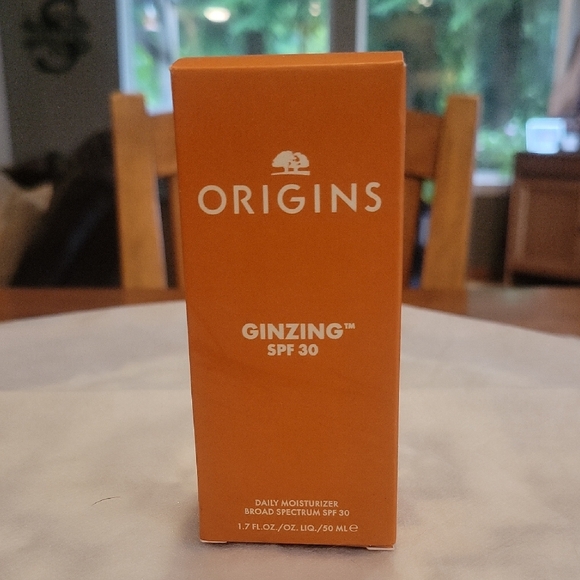 ORIGINS
GINZING™
SPF 30
DAILY MOISTURIZER
BROAD SPECTRUM SPF 30
1.7 FL.OZ./OZ. LIQ./50 ML ℮